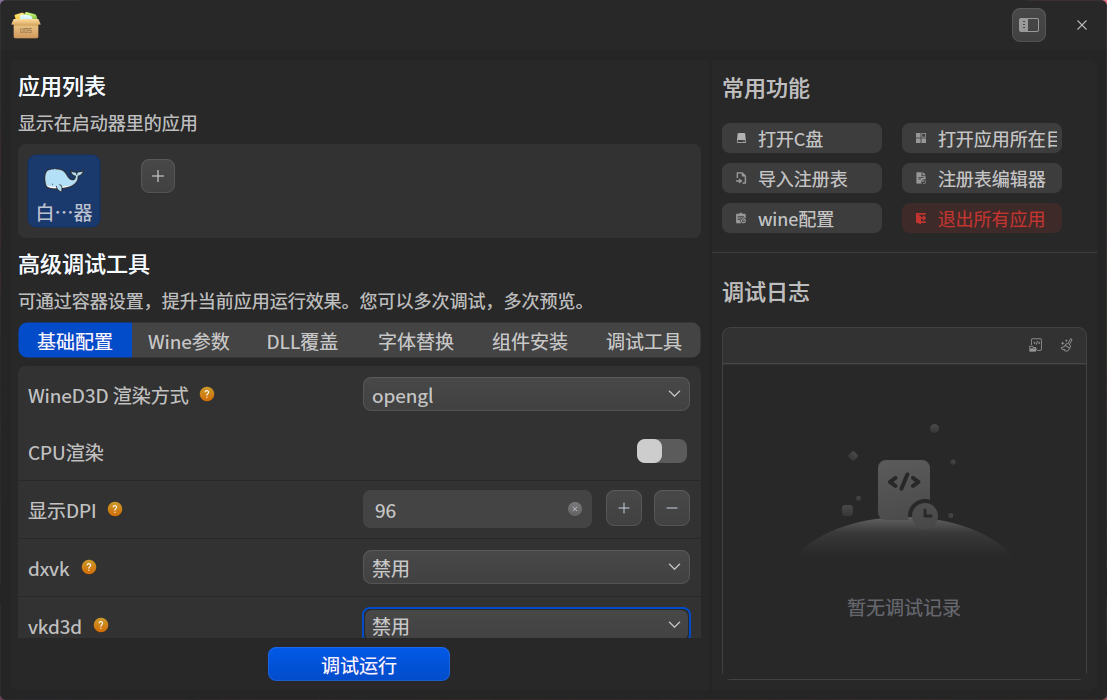 应用列表
显示在启动器里的应用
白…器
高级调试工具
可通过容器设置，提升当前应用运行效果。您可以多次调试，多次预览。
基础配置 Wine参数 DLL覆盖 字体替换 组件安装 调试工具
WineD3D 渲染方式 opengl
CPU渲染
显示DPI 96
dxvk 禁用
vkd3d 禁用
调试运行
常用功能
打开C盘 打开应用所在目
导入注册表 注册表编辑器
wine配置 退出所有应用
调试日志
暂无调试记录